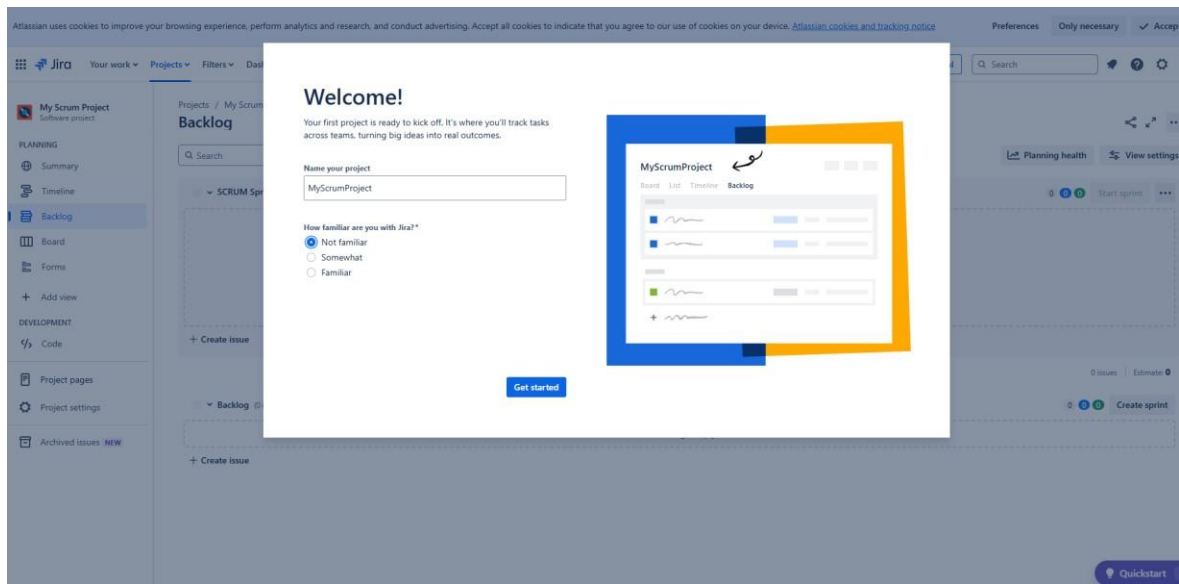 Atlassian uses cookies to improve your browsing experience, perform analytics and research, and conduct advertising. Accept all cookies to indicate that you agree to our use of cookies on your device. Atlassian cookies and tracking notice
Preferences
Only necessary
Accep
Jira
Your work
Projects
Filters
Das
Search
My Scrum Project
Software project
PLANNING
Summary
Timeline
Backlog
Board
Forms
Add view
DEVELOPMENT
Code
Project pages
Project settings
Archived issues NEW
Projects / My Scrum
Backlog
Search
Planning health
View settings
SCRUM Spr
0 0 0
Start sprint
+ Create issue
0 issues
Estimate: 0
Backlog
0 0 0
Create sprint
+ Create issue
Welcome!
Your first project is ready to kick off. It's where you'll track tasks
across teams, turning big ideas into real outcomes.
Name your project
MyScrumProject
How familiar are you with Jira?*
Not familiar
Somewhat
Familiar
Get started
MyScrumProject
Board List Timeline Backlog
Quickstart